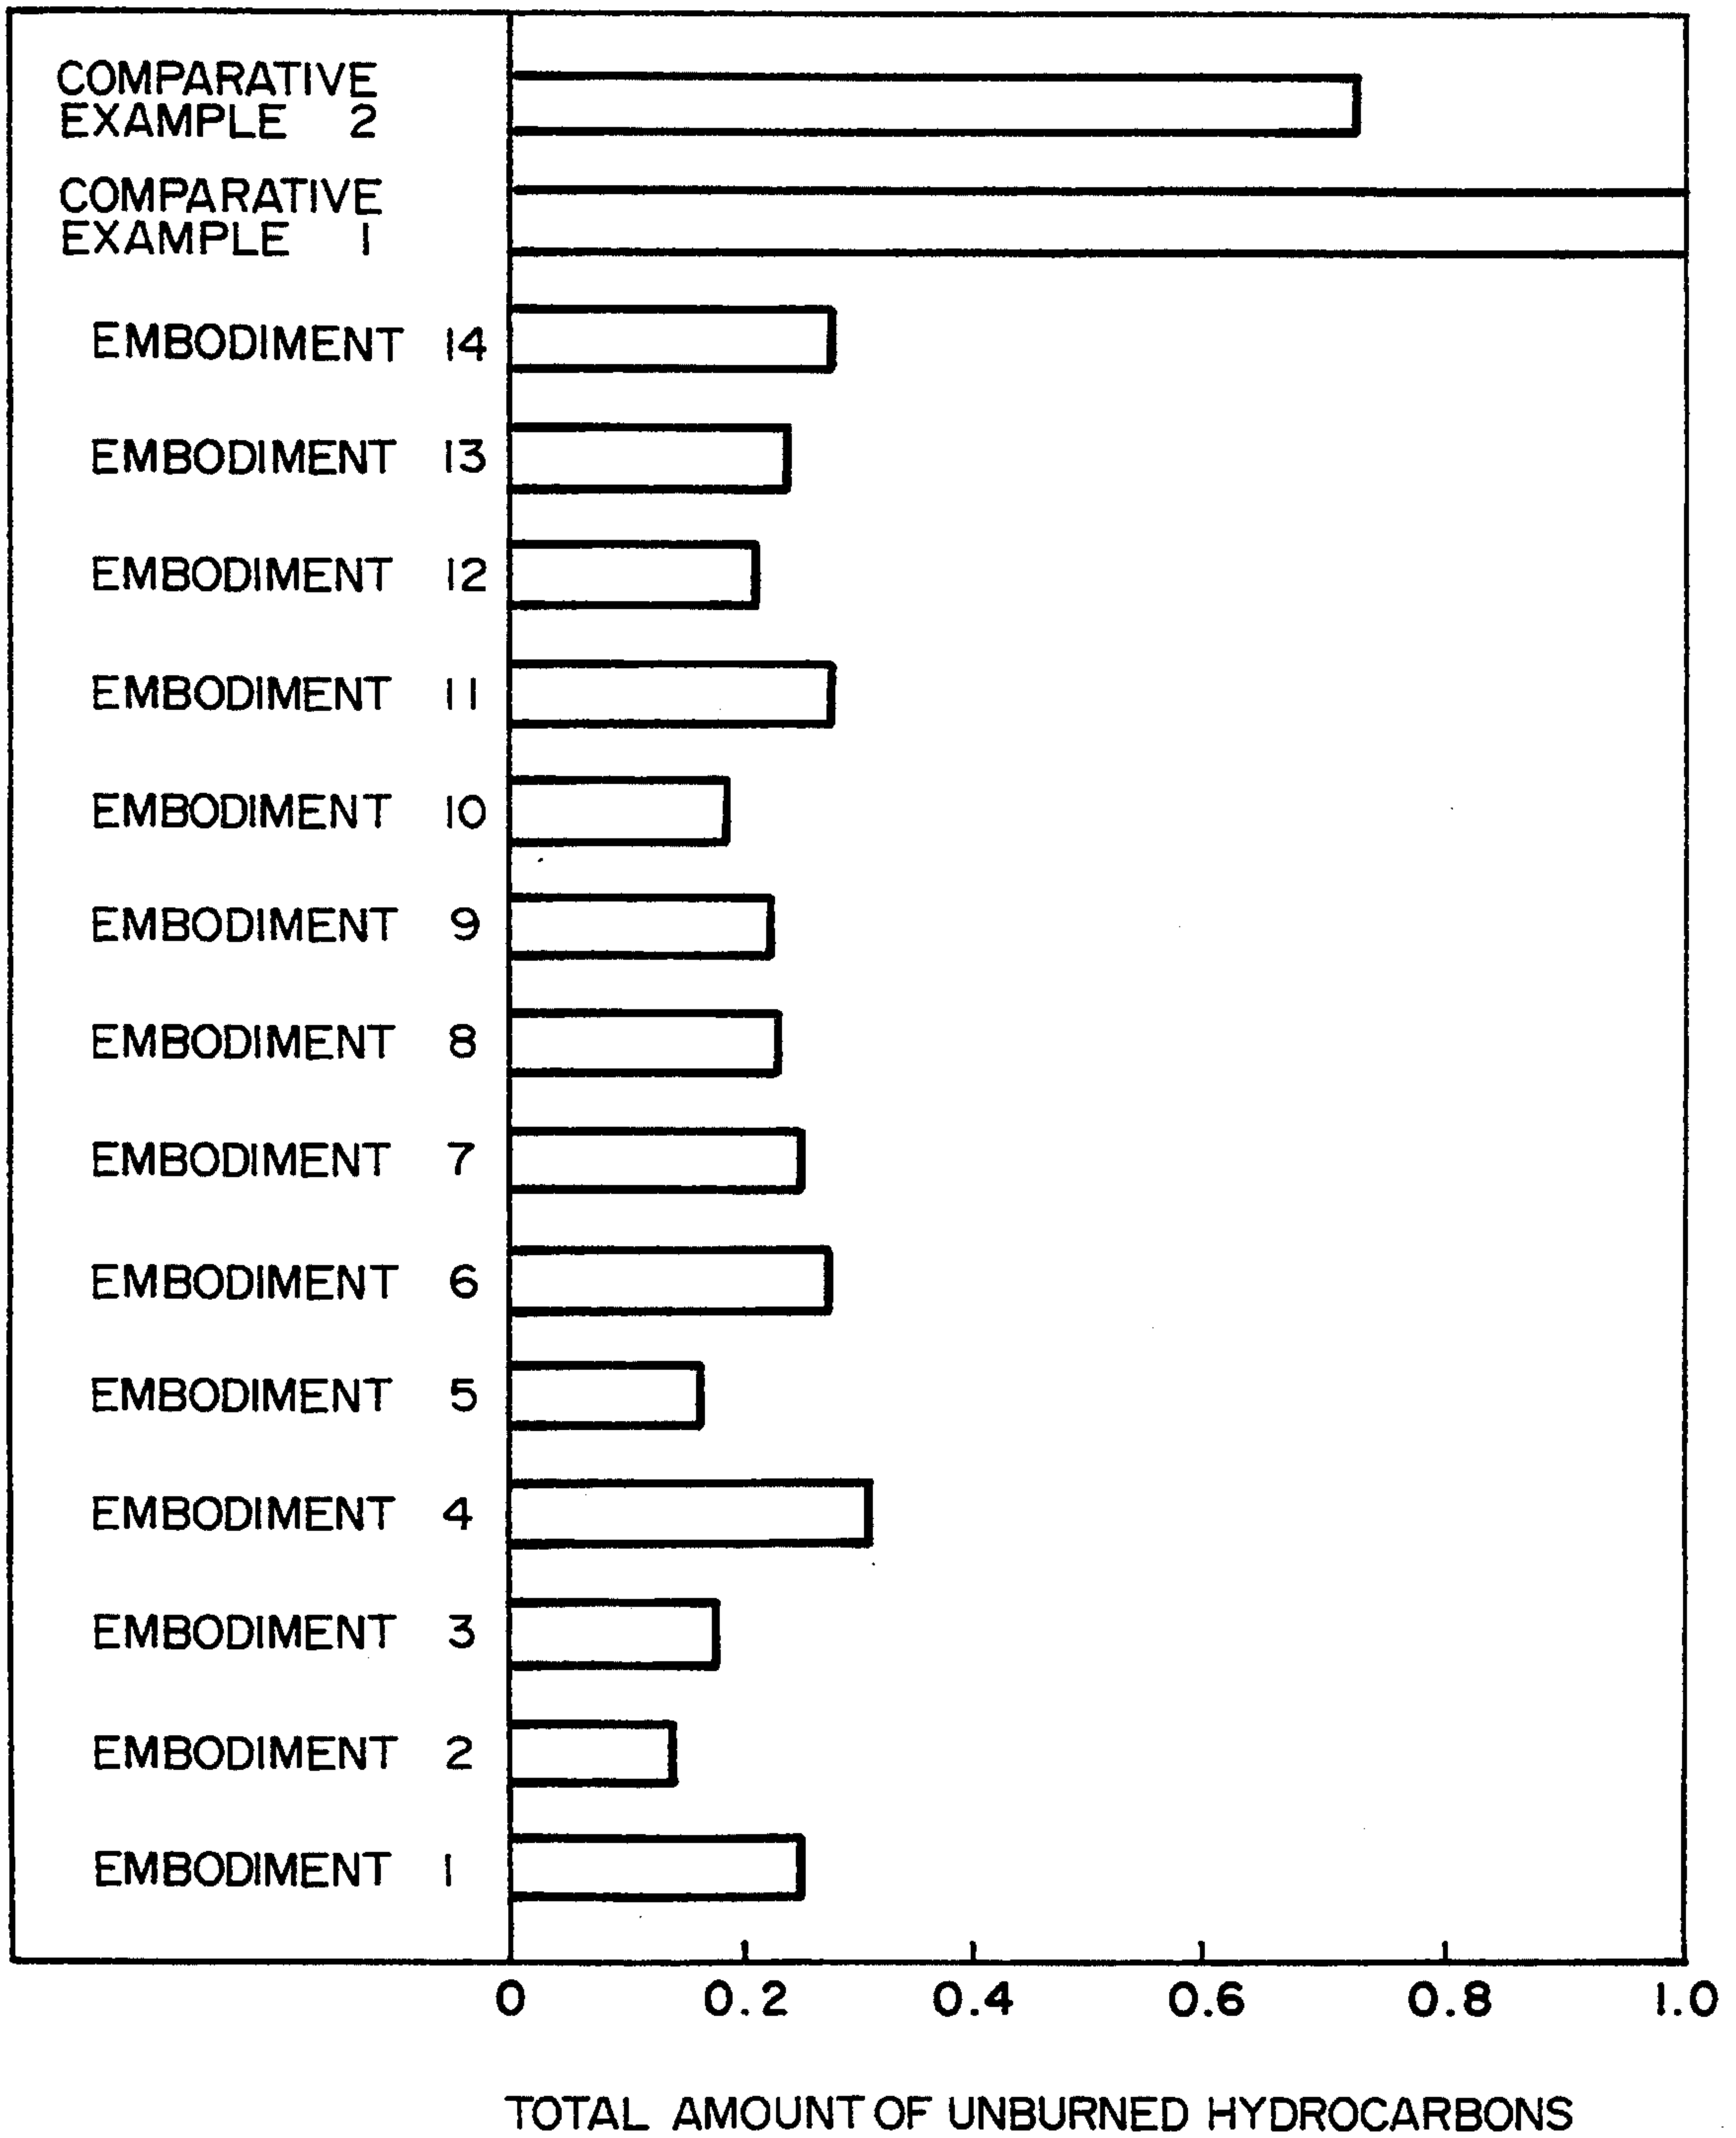 COMPARATIVE
EXAMPLE 2
COMPARATIVE
EXAMPLE 1
EMBODIMENT 14
EMBODIMENT 13
EMBODIMENT 12
EMBODIMENT 11
EMBODIMENT 10
EMBODIMENT 9
EMBODIMENT 8
EMBODIMENT 7
EMBODIMENT 6
EMBODIMENT 5
EMBODIMENT 4
EMBODIMENT 3
EMBODIMENT 2
EMBODIMENT 1
0 0.2 0.4 0.6 0.8 1.0
TOTAL AMOUNT OF UNBURNED HYDROCARBONS